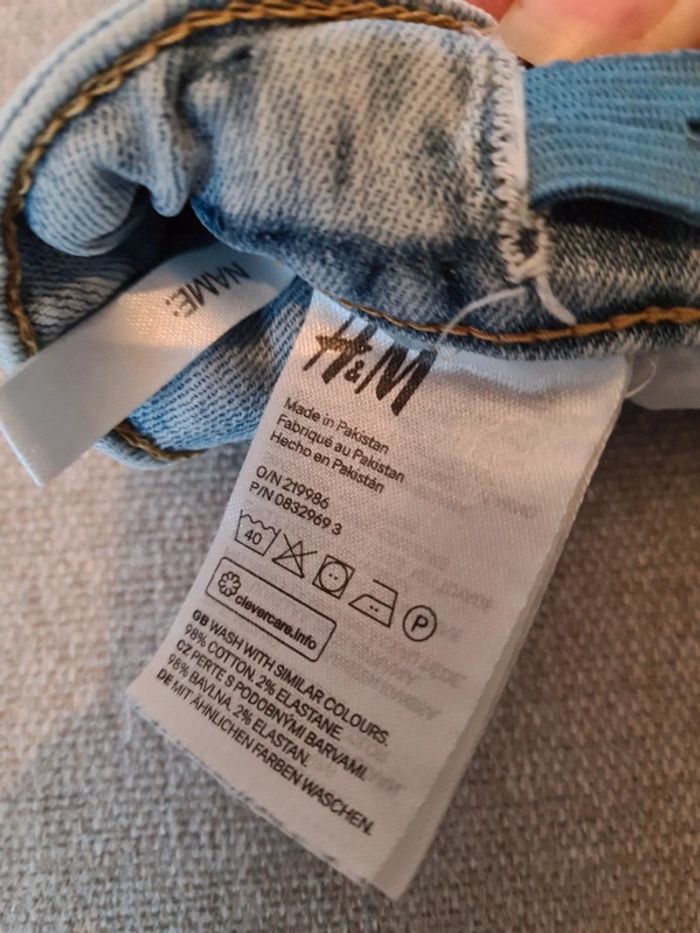 NAME:
H&M
Made in Pakistan
Fabriqué au Pakistan
Hecho en Pakistán
O/N 219986
P/N 0832969 3
40
P
clevercare.info
GB WASH WITH SIMILAR COLOURS.
98% COTTON, 2% ELASTANE
CZ PERTE S PODOBNÝMI BARVAMI.
98% BAVLNA, 2% ELASTAN.
DE MIT ÄHNLICHEN FARBEN WASCHEN.